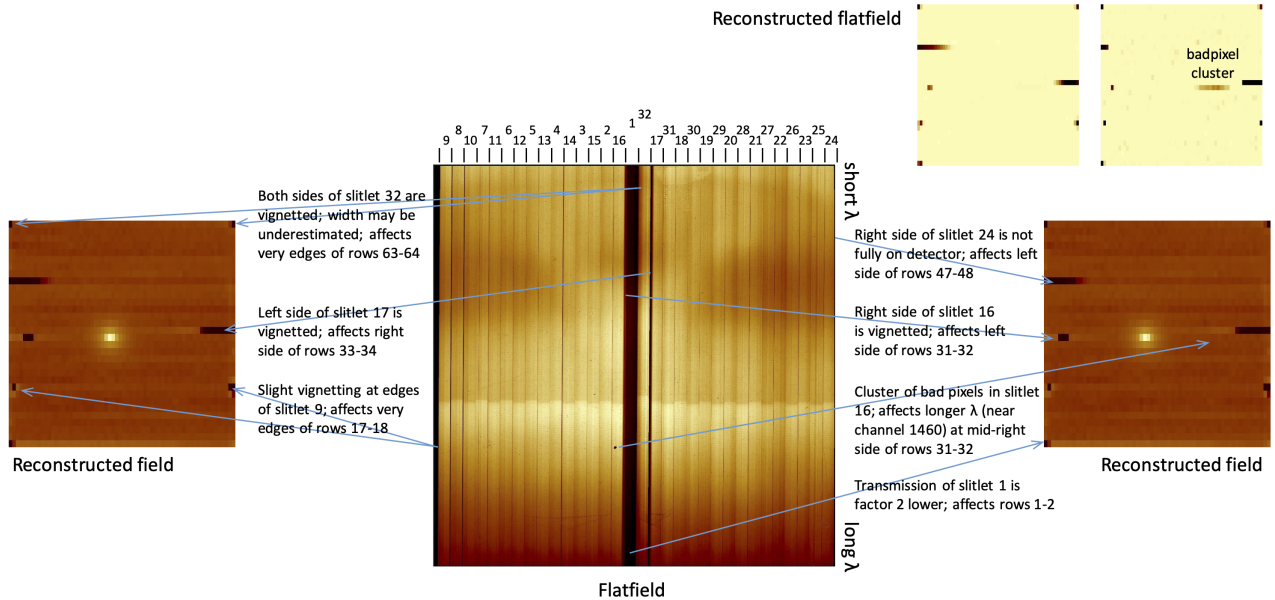 Reconstructed flatfield
badpixel
cluster
32
1
8 7 6 5 4 3 2 31 30 29 28 27 26 25
9 10 11 12 13 14 15 16 17 18 19 20 21 22 23 24
short λ
Both sides of slitlet 32 are
vignetted; width may be
underestimated; affects
very edges of rows 63-64
Right side of slitlet 24 is not
fully on detector; affects left
side of rows 47-48
Left side of slitlet 17 is
vignetted; affects right
side of rows 33-34
Right side of slitlet 16
is vignetted; affects left
side of rows 31-32
Slight vignetting at edges
of slitlet 9; affects very
edges of rows 17-18
Cluster of bad pixels in slitlet
16; affects longer λ (near
channel 1460) at mid-right
side of rows 31-32
Reconstructed field
Reconstructed field
Transmission of slitlet 1 is
factor 2 lower; affects rows 1-2
long λ
Flatfield